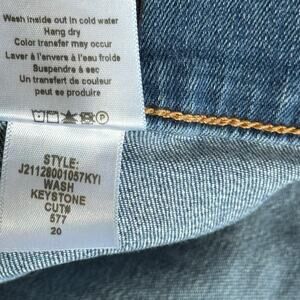 Wash inside out in cold water
Hang dry
Color transfer may occur
Laver à l'envers à l'eau froide
Suspendre à sec
Un transfert de couleur
peut se produire
STYLE:
J21128001057KYI
WASH
KEYSTONE
CUT#
577
20